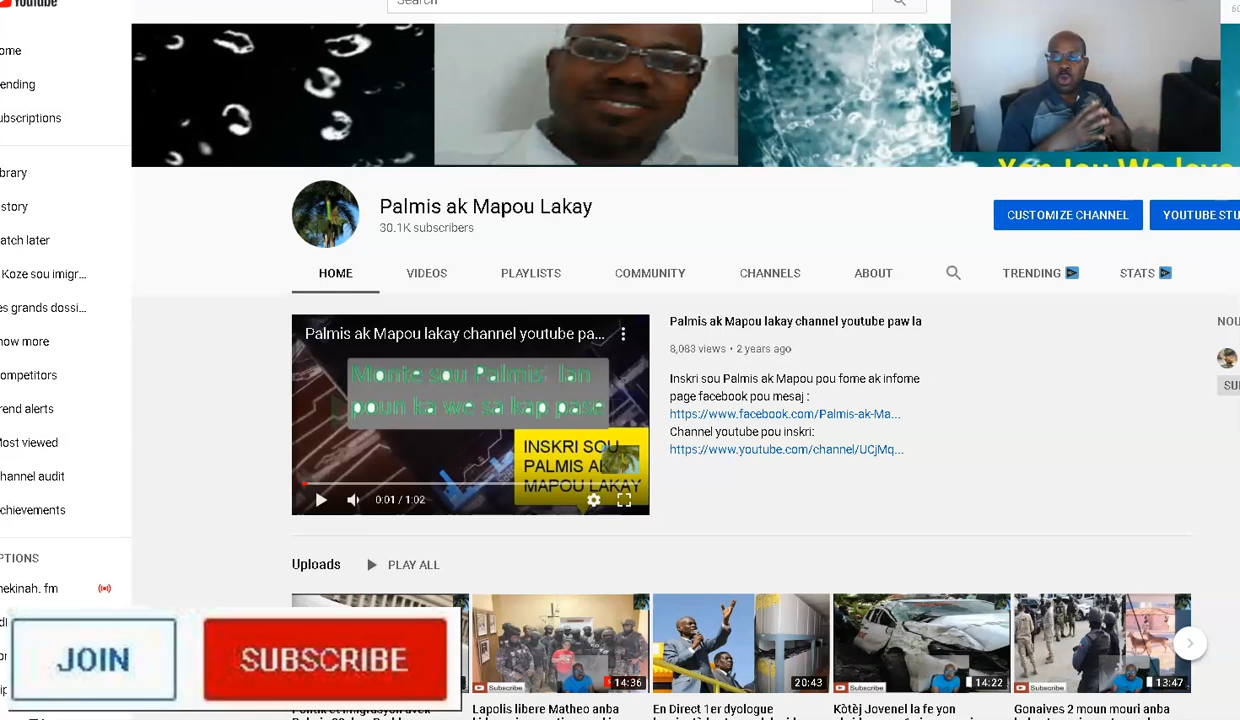 YouTube
Search
ome
ending
ubscriptions
brary
story
atch later
Koze sou imigr...
es grands dossi...
now more
ompetitors
rend alerts
Most viewed
hannel audit
chievements
PTIONS
hekinah. fm
Palmis ak Mapou Lakay
30.1K subscribers
CUSTOMIZE CHANNEL
YOUTUBE STU
HOME
VIDEOS
PLAYLISTS
COMMUNITY
CHANNELS
ABOUT
TRENDING
STATS
Palmis ak Mapou lakay channel youtube pa...
Monte sou Palmis lan
poun ka we sa kap pase
INSKRI SOU
PALMIS AK
MAPOU LAKAY
0:01 / 1:02
Palmis ak Mapou lakay channel youtube paw la
8,083 views • 2 years ago
Inskri sou Palmis ak Mapou pou fome ak infome
page facebook pou mesaj :
https://www.facebook.com/Palmis-ak-Ma...
Channel youtube pou inskri:
https://www.youtube.com/channel/UCjMq...
NOU
SU
Uploads
PLAY ALL
Subscribe
14:36
20:43
Subscribe
14:22
Subscribe
13:47
JOIN
SUBSCRIBE
Lapolis libere Matheo anba
En Direct 1er dyologue
Kòtèj Jovenel la fe yon
Gonaives 2 moun mouri anba